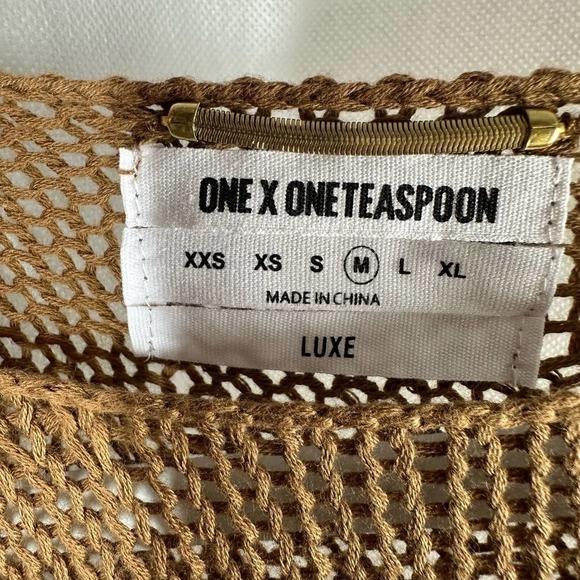 ONE X ONETEASPOON
XXS XS S M L XL
MADE IN CHINA
LUXE